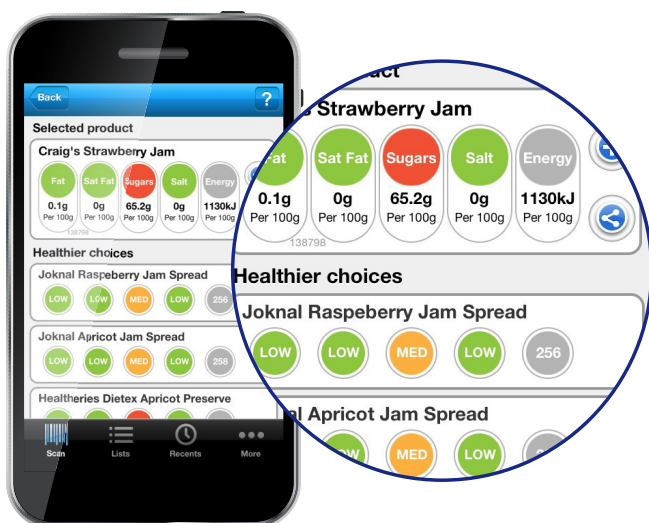 Back
?
Selected product
Craig's Strawberry Jam
Fat Sat Fat Sugars Salt Energy
0.1g 0g 65.2g 0g 1130kJ
Per 100g Per 100g Per 100g Per 100g Per 100g
138798
Healthier choices
Joknal Raspeberry Jam Spread
LOW LOW MED LOW 256
Joknal Apricot Jam Spread
LOW LOW MED LOW 258
Healtheries Dietex Apricot Preserve
Scan Lists Recents More
Strawberry Jam
Fat Sat Fat Sugars Salt Energy
0.1g 0g 65.2g 0g 1130kJ
Per 100g Per 100g Per 100g Per 100g Per 100g
138798
Healthier choices
Joknal Raspeberry Jam Spread
LOW LOW MED LOW 256
Apricot Jam Spread
LOW MED LOW